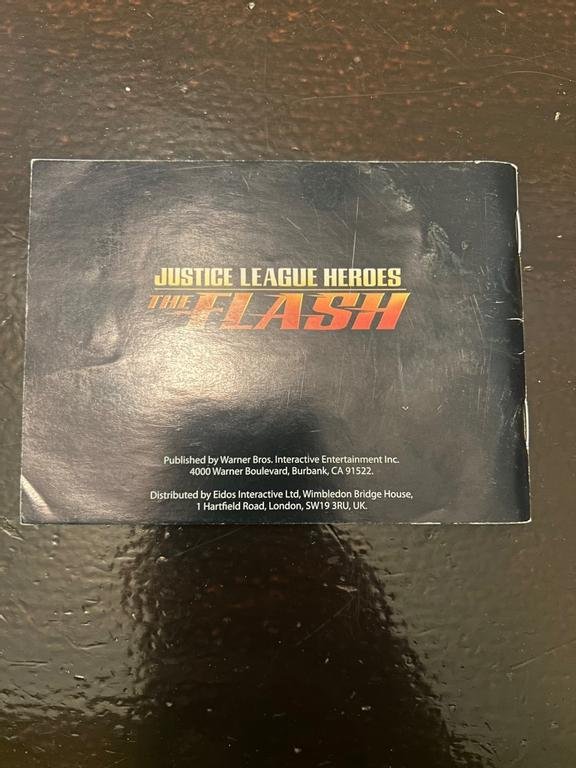 JUSTICE LEAGUE HEROES
THE FLASH
Published by Warner Bros. Interactive Entertainment Inc.
4000 Warner Boulevard, Burbank, CA 91522.
Distributed by Eidos Interactive Ltd, Wimbledon Bridge House,
1 Hartfield Road, London, SW19 3RU, UK.